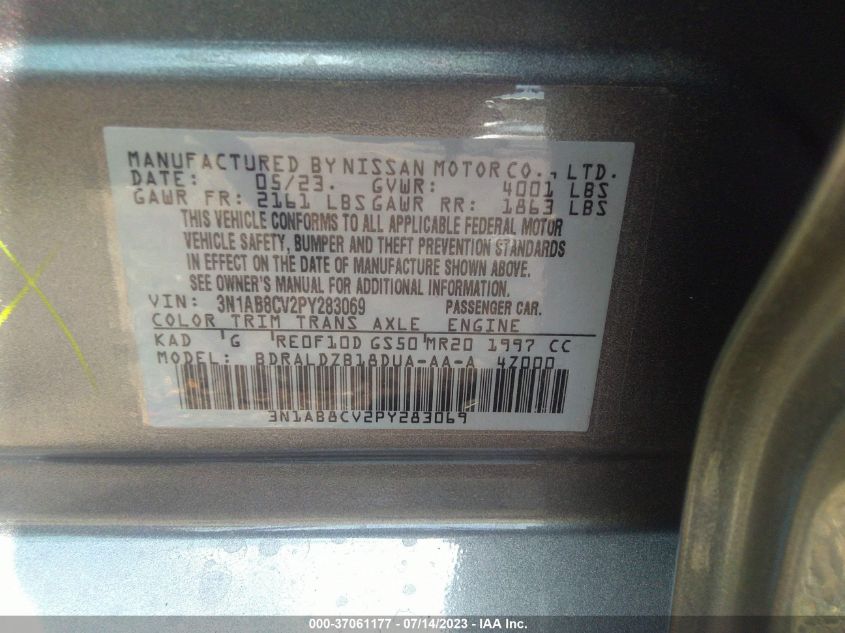 MANUFACTURED BY NISSAN MOTOR CO., LTD.
DATE: 05/23. GVWR: 4001 LBS
GAWR FR: 2161 LBS GAWR RR: 1863 LBS
THIS VEHICLE CONFORMS TO ALL APPLICABLE FEDERAL MOTOR
VEHICLE SAFETY, BUMPER AND THEFT PREVENTION STANDARDS
IN EFFECT ON THE DATE OF MANUFACTURE SHOWN ABOVE.
SEE OWNER'S MANUAL FOR ADDITIONAL INFORMATION.
VIN: 3N1AB8CV2PY283069 PASSENGER CAR.
COLOR TRIM TRANS AXLE ENGINE
KAD 'G RE0F10D GS50 MR20 1997 CC
MODEL: BDRALDZB18DUA-AA-A 4Z000
3N1AB8CV2PY283069
000-37061177 - 07/14/2023 - IAA Inc.